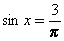 sin x = 3/π